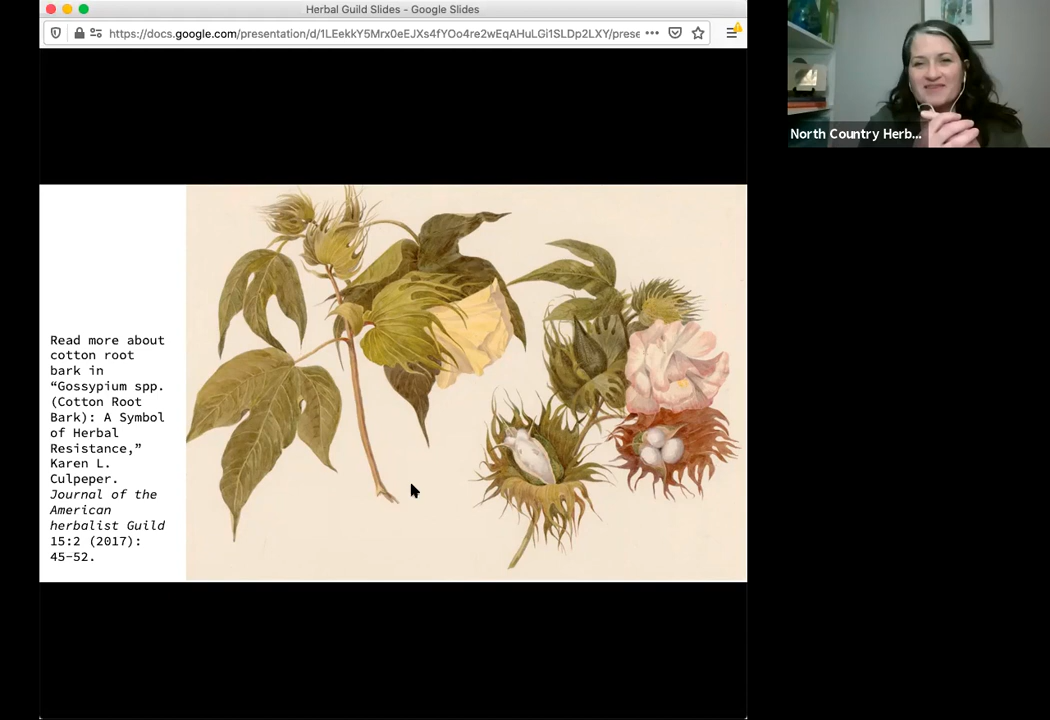 Herbal Guild Slides - Google Slides
https://docs.google.com/presentation/d/1LEekkY5Mrx0eEJXs4fYOo4re2wEqAHuLGi1SLDp2LXY/prese
North Country Herb...
Read more about
cotton root
bark in
“Gossypium spp.
(Cotton Root
Bark): A Symbol
of Herbal
Resistance,”
Karen L.
Culpeper.
Journal of the
American
herbalist Guild
15:2 (2017):
45-52.